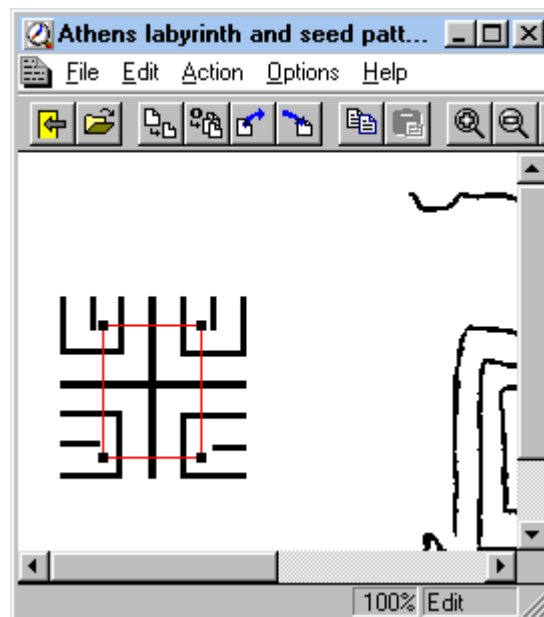 Athens labyrinth and seed patt...
File Edit Action Options Help
100% Edit